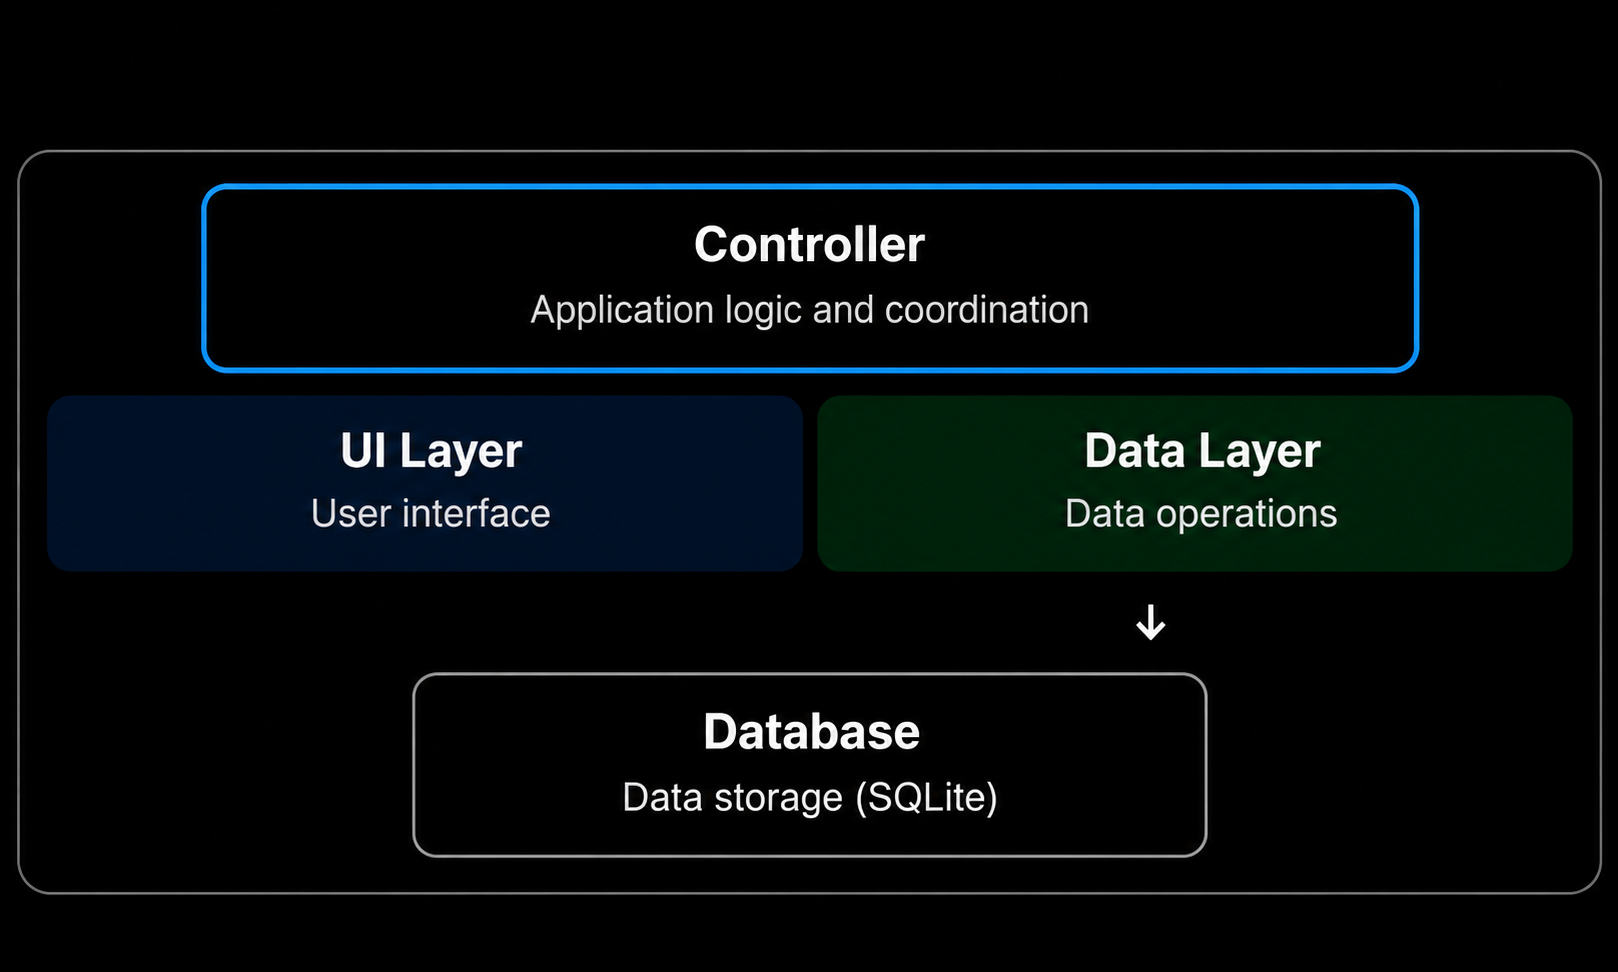 Controller
Application logic and coordination
UI Layer
User interface
Data Layer
Data operations
↓
Database
Data storage (SQLite)